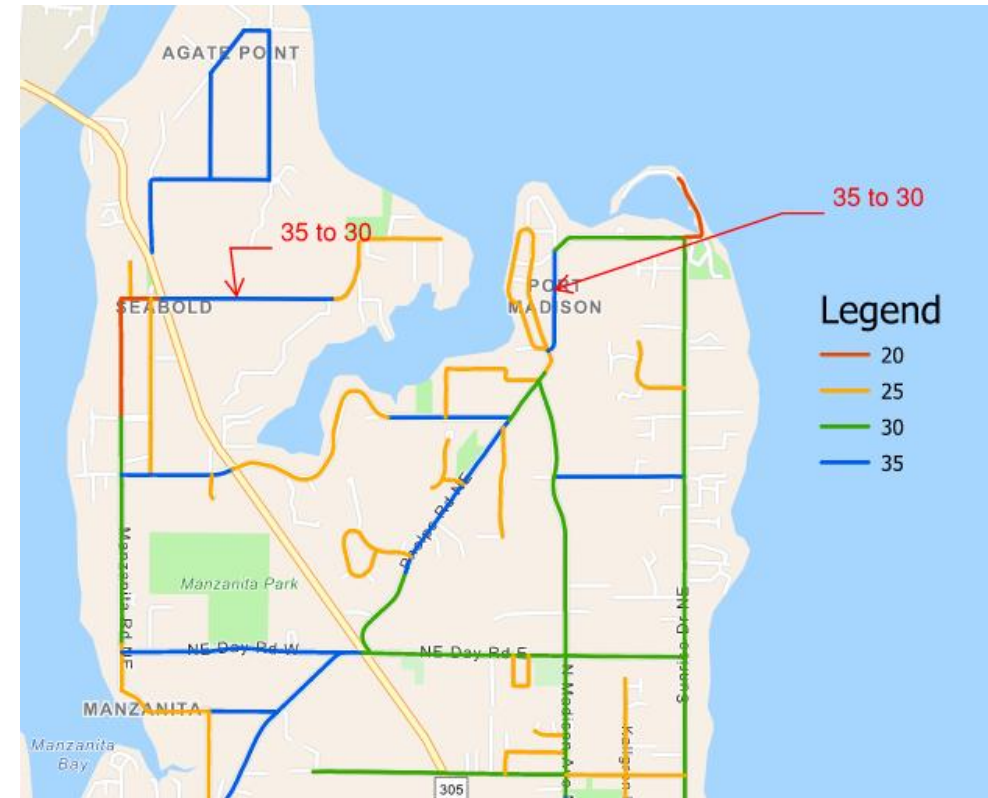 AGATE POINT
35 to 30
35 to 30
PORT
MADISON
SEABOLD
Legend
20
25
30
35
Phelps Rd NE
Manzanita Rd NE
Manzanita Park
NE Day Rd W
NE Day Rd E
Sunrise Dr NE
MANZANITA
N Madison Ave
Manzanita
Bay
305